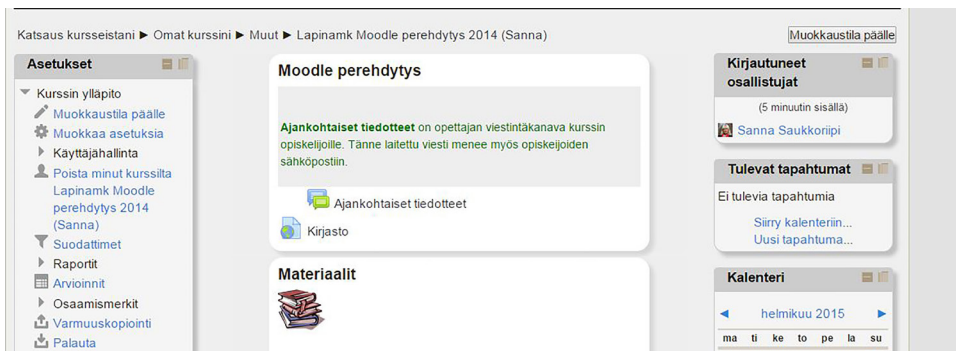 Katsaus kursseistani ► Omat kurssini ► Muut ► Lapinamk Moodle perehdytys 2014 (Sanna)
Muokkaustila päälle
Asetukset
Kurssin ylläpito
Muokkaustila päälle
Muokkaa asetuksia
Käyttäjähallinta
Poista minut kurssilta
Lapinamk Moodle
perehdytys 2014
(Sanna)
Suodattimet
Raportit
Arvioinnit
Osaamismerkit
Varmuuskopiointi
Palauta
Moodle perehdytys
Ajankohtaiset tiedotteet on opettajan viestintäkanava kurssin
opiskelijoille. Tänne laitettu viesti menee myös opiskeijoiden
sähköpostiin.
Ajankohtaiset tiedotteet
Kirjasto
Materiaalit
Kirjautuneet
osallistujat
(5 minuutin sisällä)
Sanna Saukkoriipi
Tulevat tapahtumat
Ei tulevia tapahtumia
Siirry kalenteriin...
Uusi tapahtuma...
Kalenteri
◄ helmikuu 2015 ►
ma ti ke to pe la su